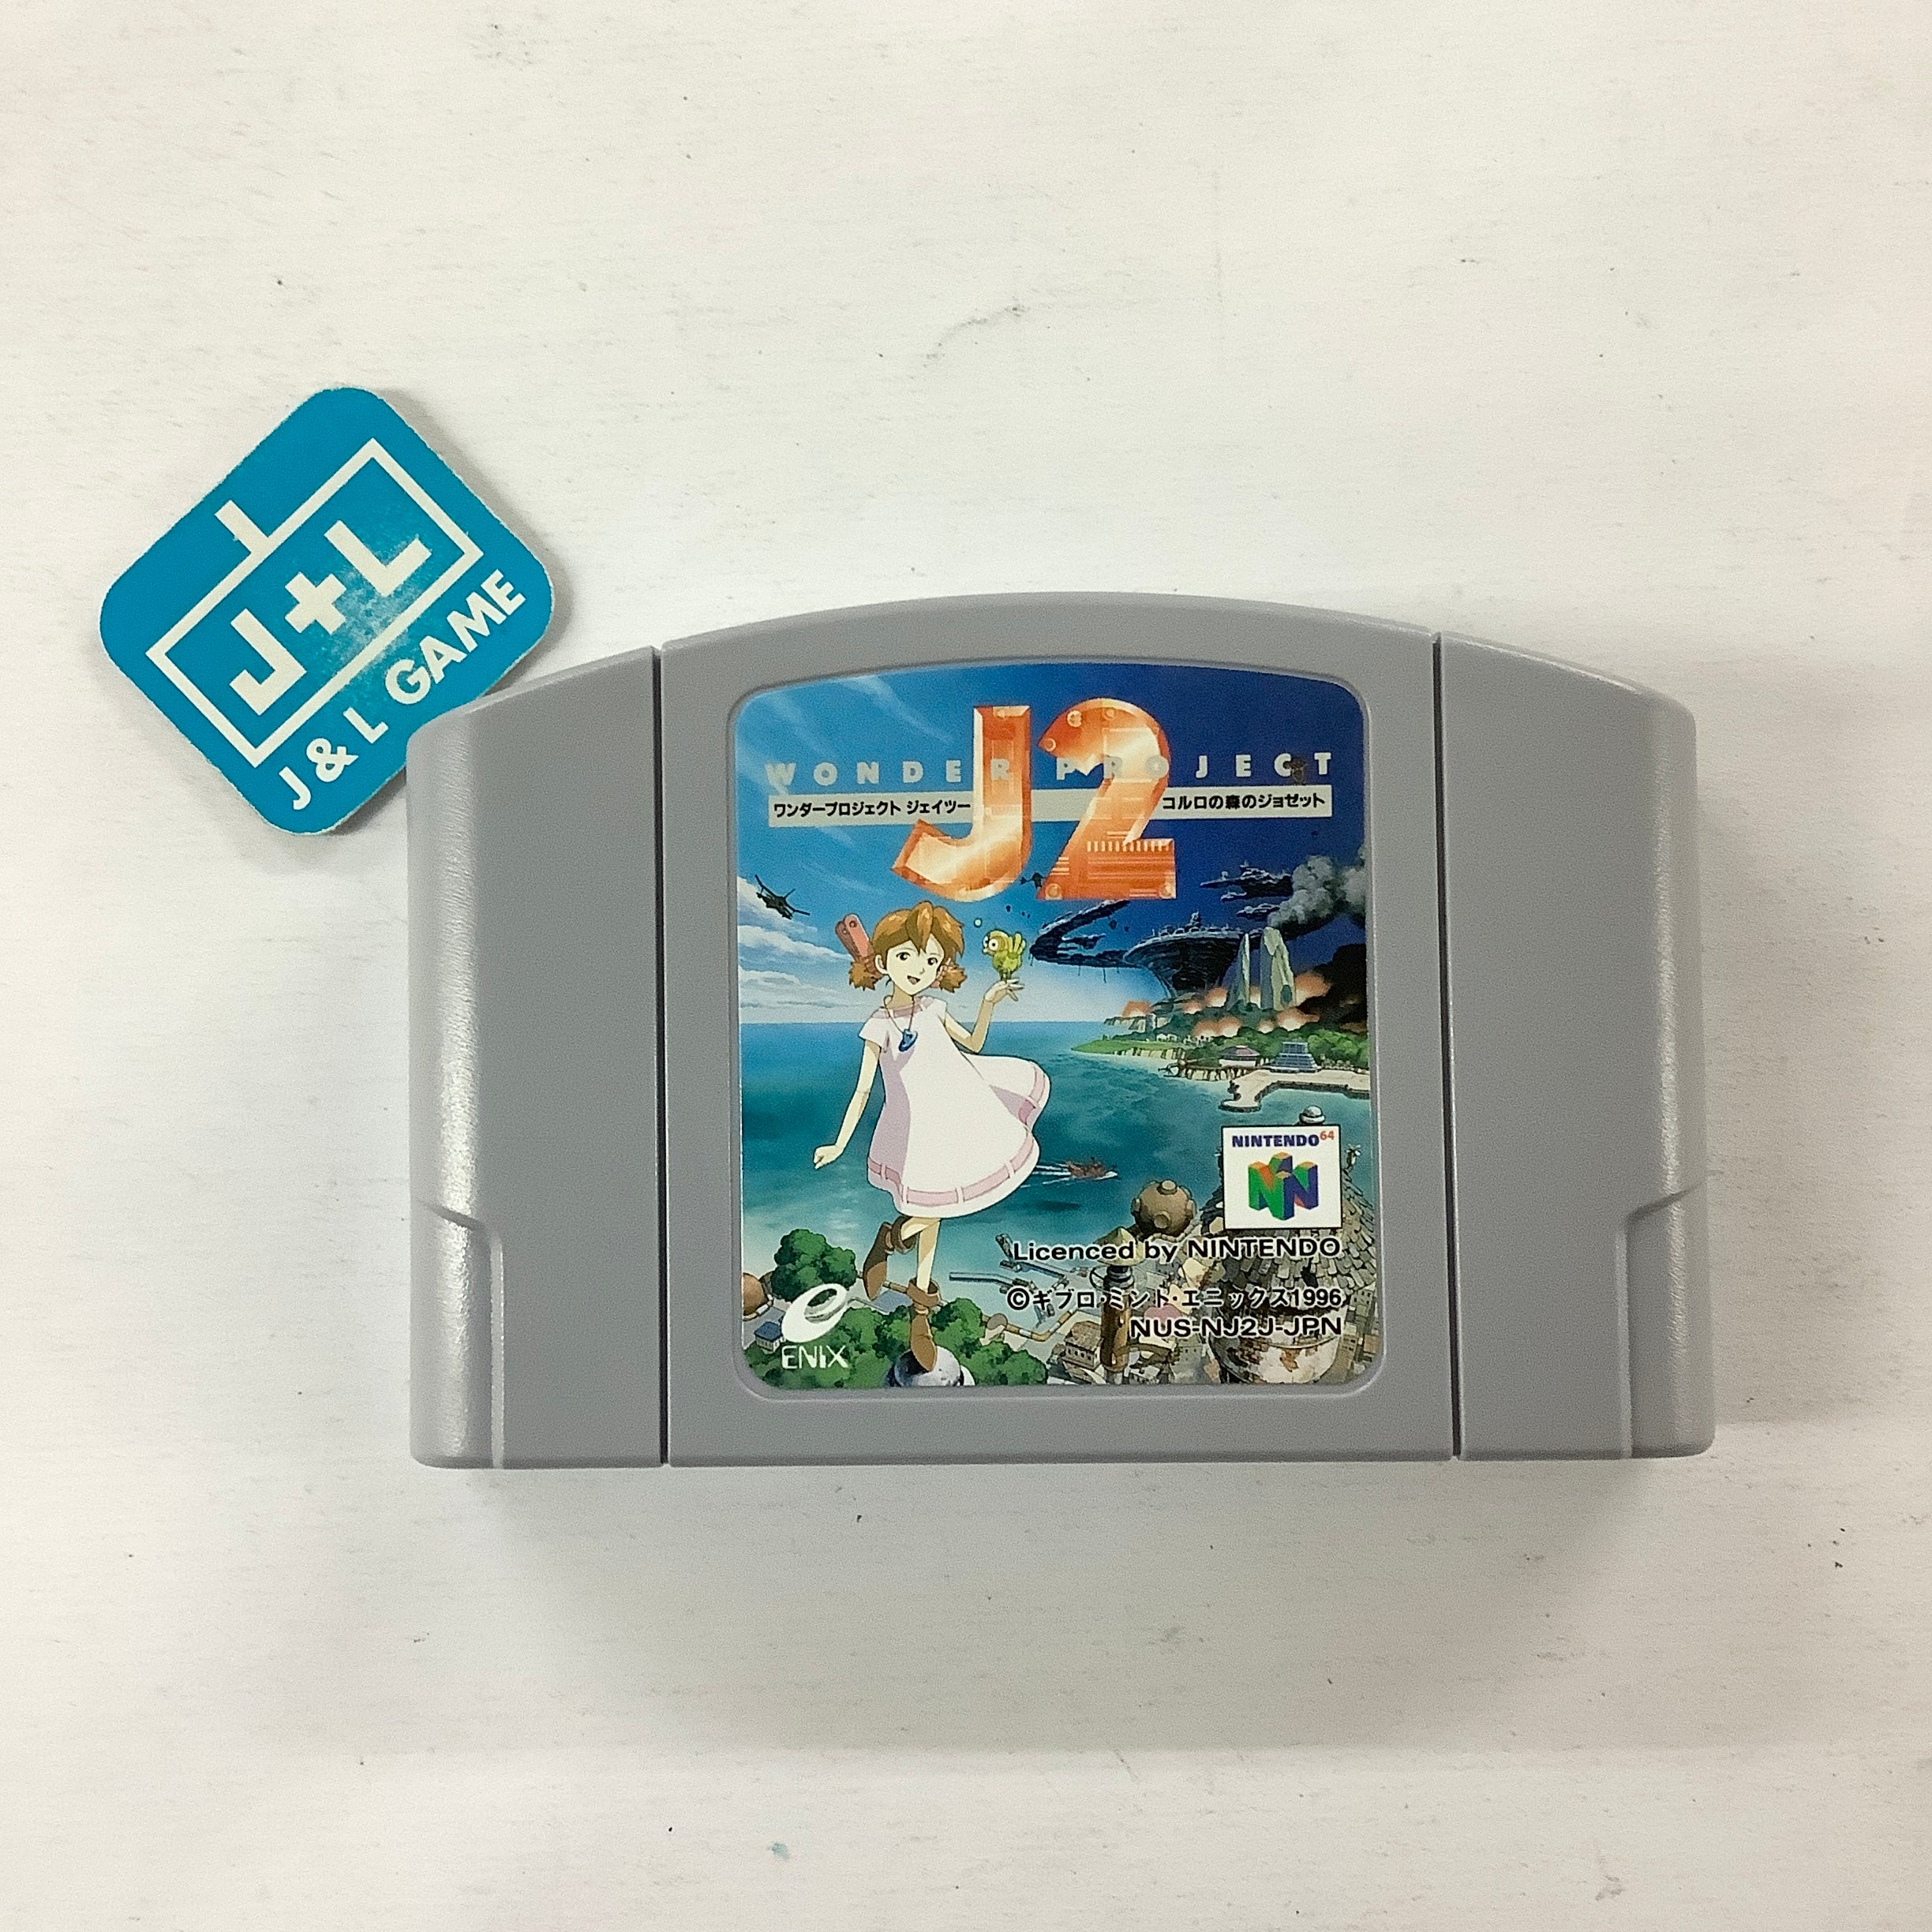 J+L
J & L GAME
J2
WONDER PROJECT
ワンダープロジェクト ジェイツー
コルロの森のジョゼット
NINTENDO64
Licenced by NINTENDO
©ギブロ・ミント・エニックス1996
NUS-NJ2J-JPN
ENIX